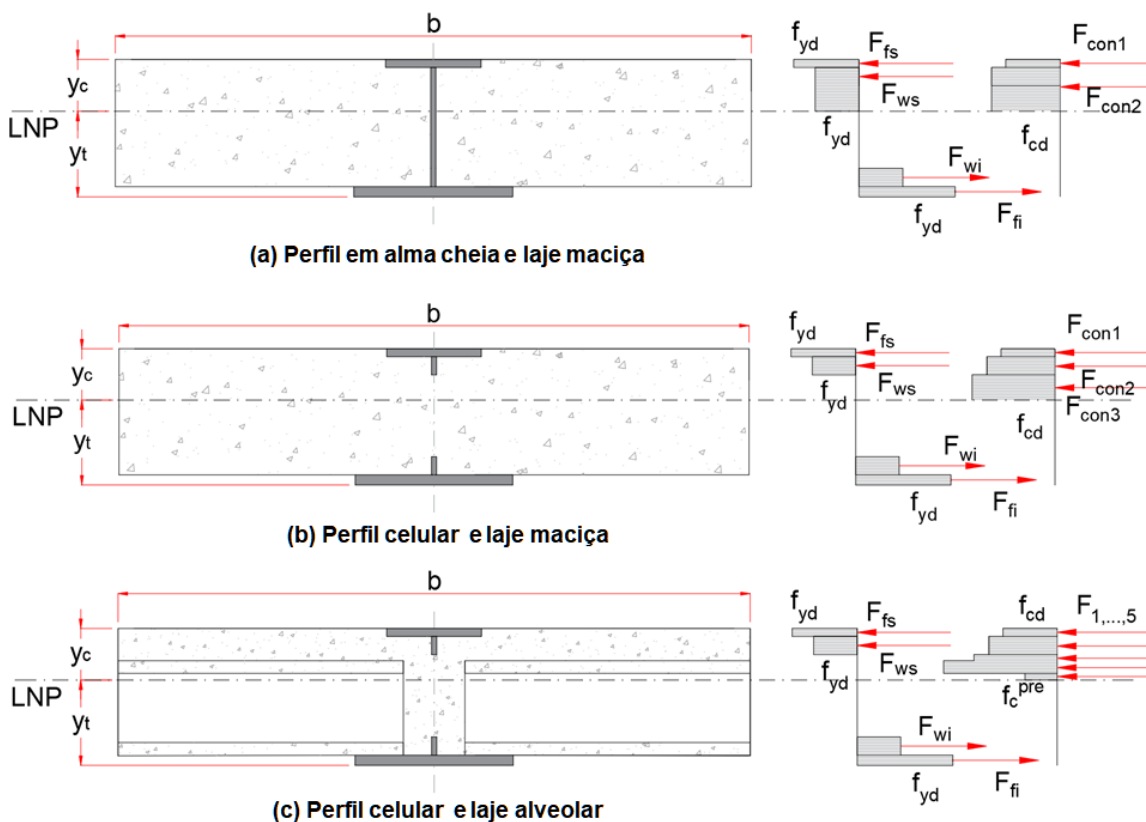 b
f_yd F_fs F_con1
y_c
F_ws F_con2
LNP
f_yd f_cd
y_t
F_wi
f_yd F_fi
(a) Perfil em alma cheia e laje maciça
b
f_yd F_fs F_con1
y_c
F_ws F_con2
LNP
f_yd F_con3
f_cd
y_t
F_wi
f_yd F_fi
(b) Perfil celular e laje maciça
b
f_yd F_fs f_cd F_1,...,5
y_c
F_ws
f_yd
LNP
f_c^pre
y_t
F_wi
f_yd F_fi
(c) Perfil celular e laje alveolar